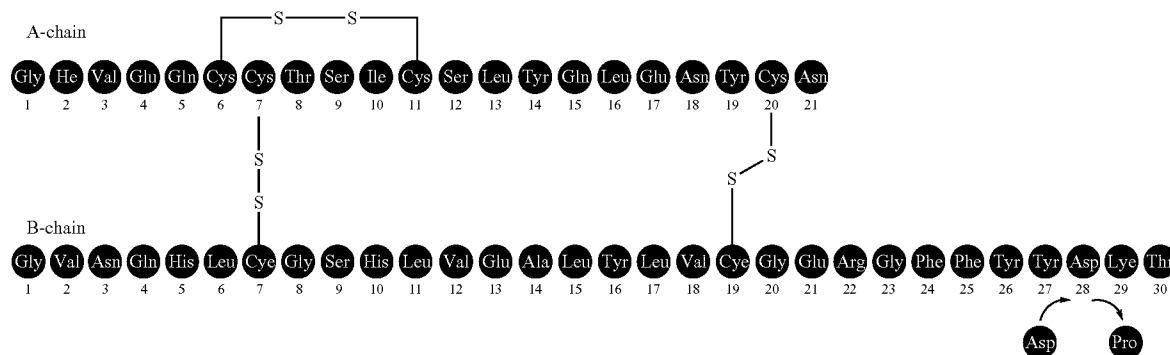 S S
A-chain
Gly He Val Glu Gln Cys Cys Thr Ser Ile Cys Ser Leu Tyr Gln Leu Glu Asn Tyr Cys Asn
1 2 3 4 5 6 7 8 9 10 11 12 13 14 15 16 17 18 19 20 21
S S
S S
B-chain
Gly Val Asn Gln His Leu Cye Gly Ser His Leu Val Glu Ala Leu Tyr Leu Val Cye Gly Glu Arg Gly Phe Phe Tyr Tyr Asp Lye Thr
1 2 3 4 5 6 7 8 9 10 11 12 13 14 15 16 17 18 19 20 21 22 23 24 25 26 27 28 29 30
Asp Pro